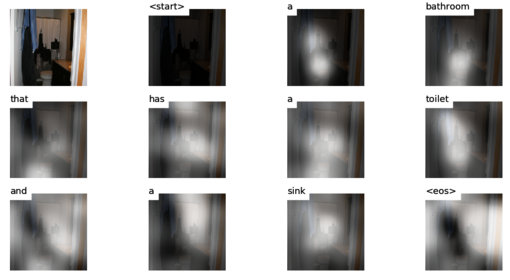 <start> a bathroom
that has a toilet
and a sink <eos>